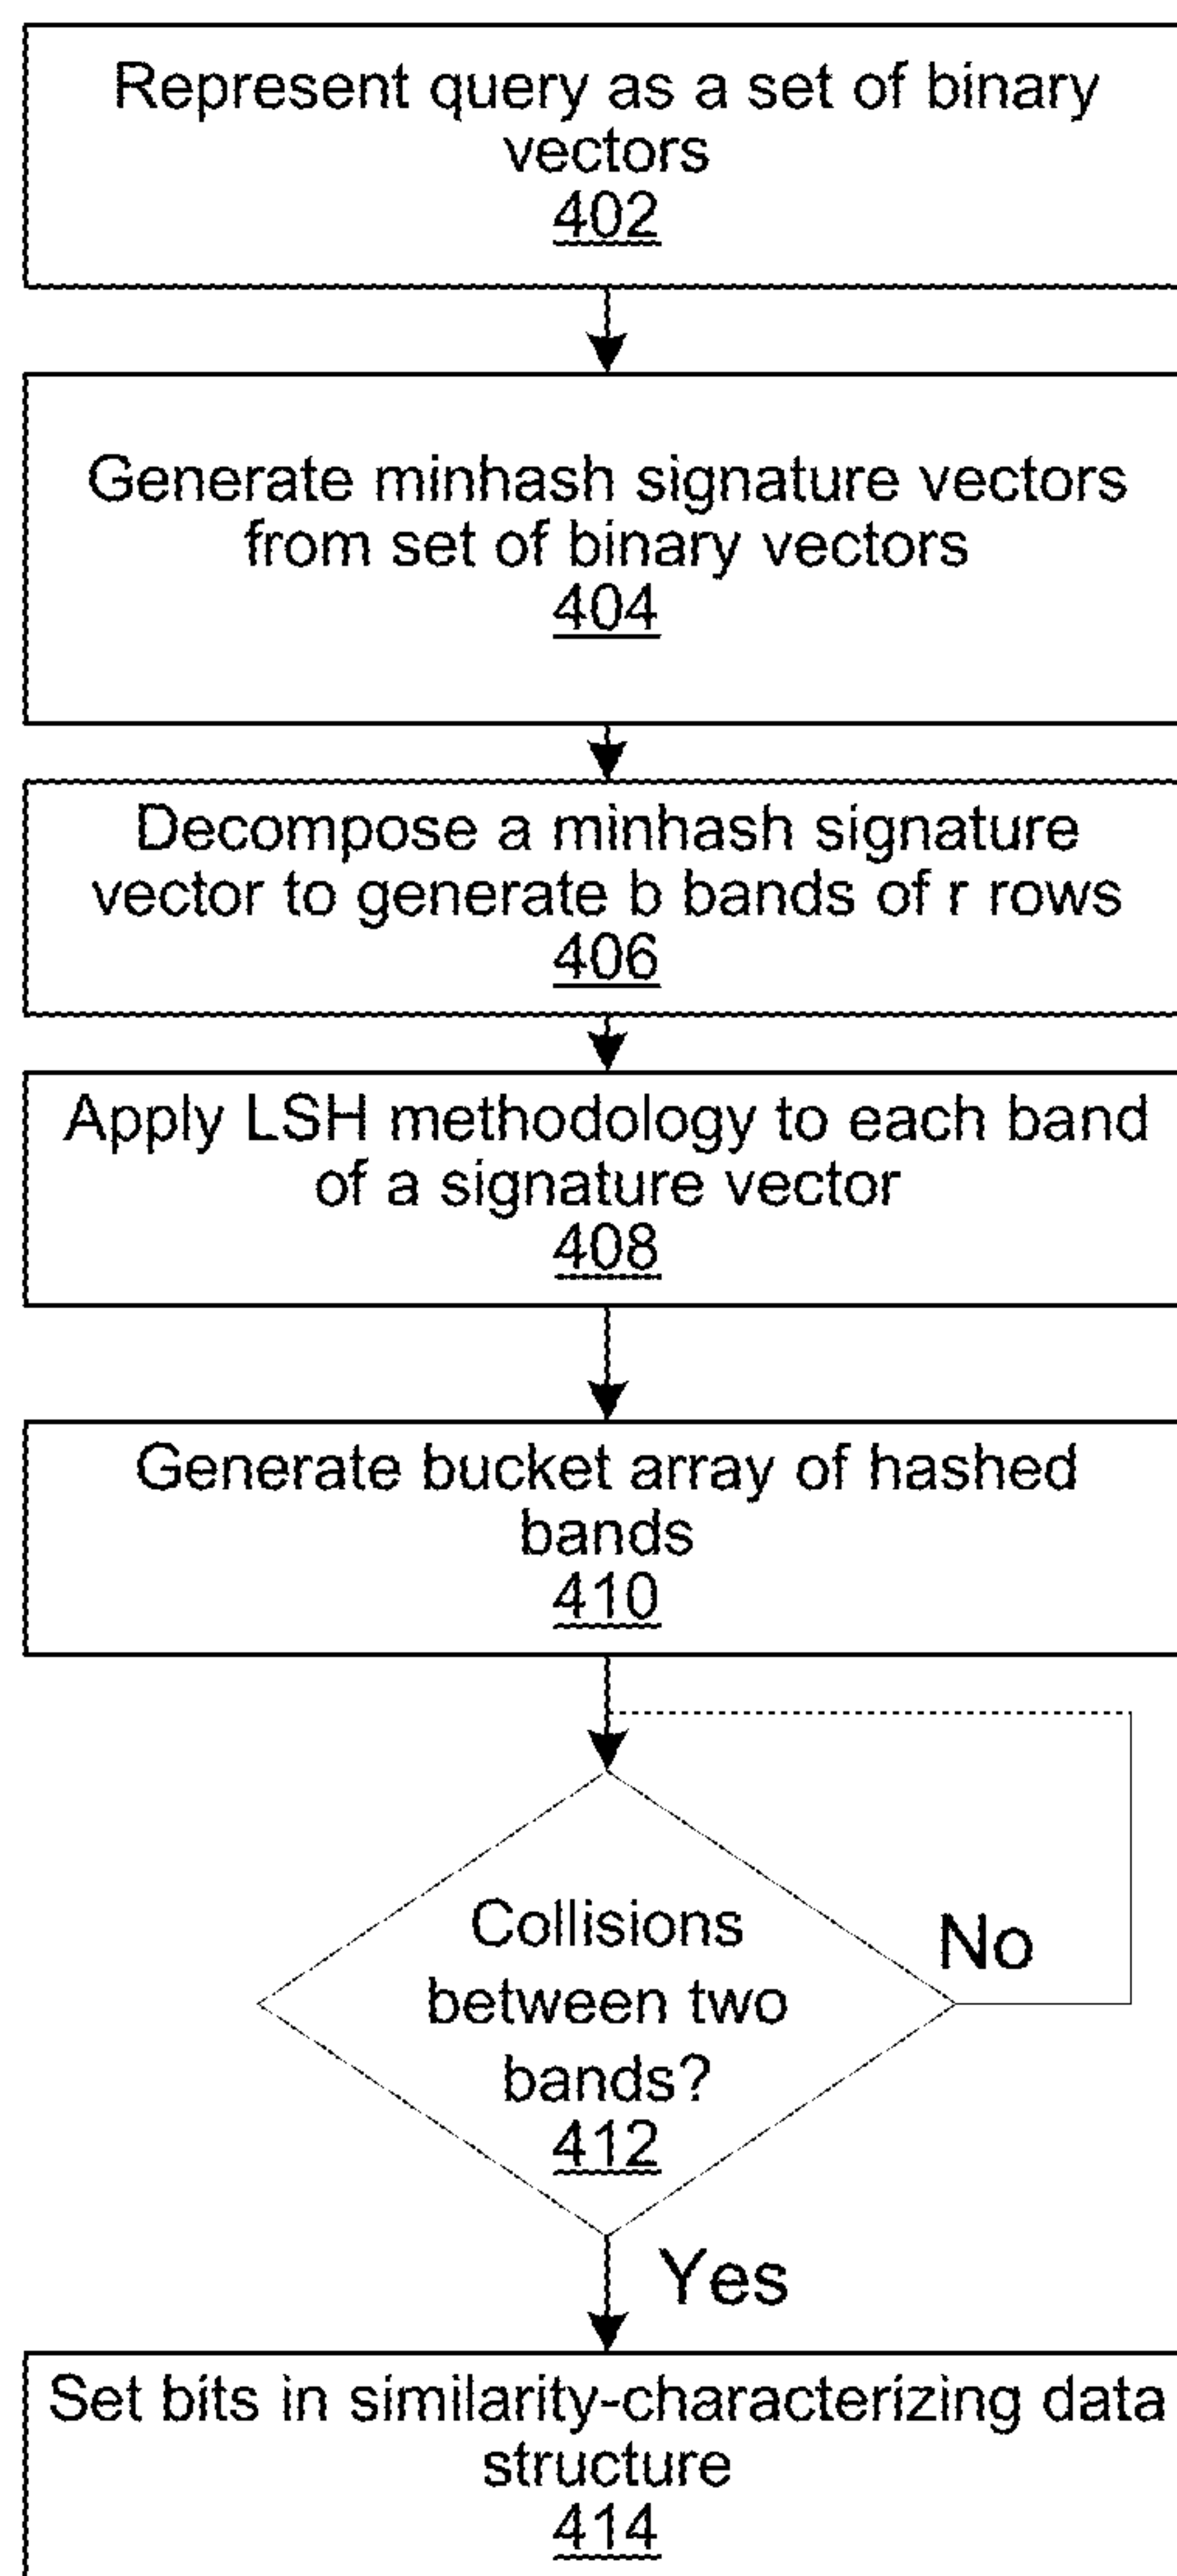 Represent query as a set of binary
vectors
402
Generate minhash signature vectors
from set of binary vectors
404
Decompose a minhash signature
vector to generate b bands of r rows
406
Apply LSH methodology to each band
of a signature vector
408
Generate bucket array of hashed
bands
410
Collisions
between two
bands?
412
No
Yes
Set bits in similarity-characterizing data
structure
414